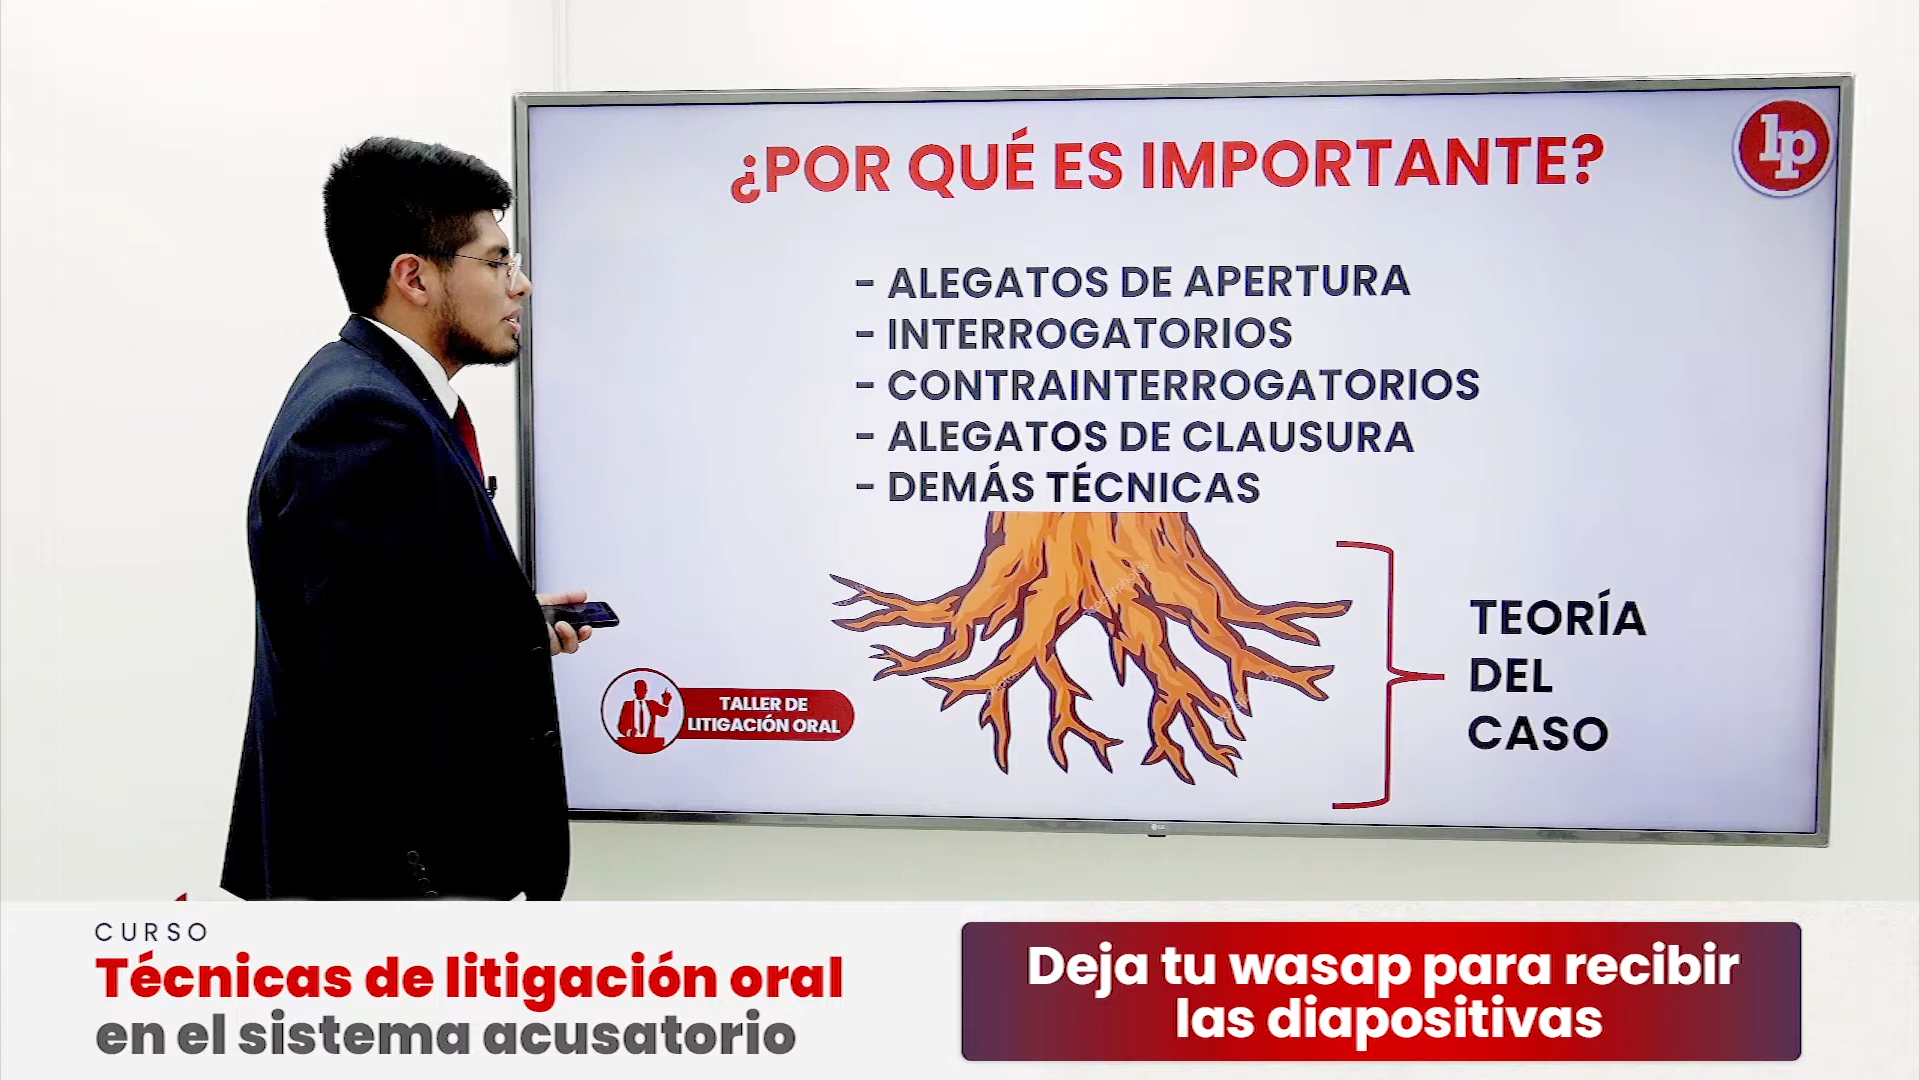 ¿POR QUÉ ES IMPORTANTE?
lp
- ALEGATOS DE APERTURA
- INTERROGATORIOS
- CONTRAINTERROGATORIOS
- ALEGATOS DE CLAUSURA
- DEMÁS TÉCNICAS
TEORÍA
DEL
CASO
TALLER DE
LITIGACIÓN ORAL
CURSO
Técnicas de litigación oral
en el sistema acusatorio
Deja tu wasap para recibir
las diapositivas